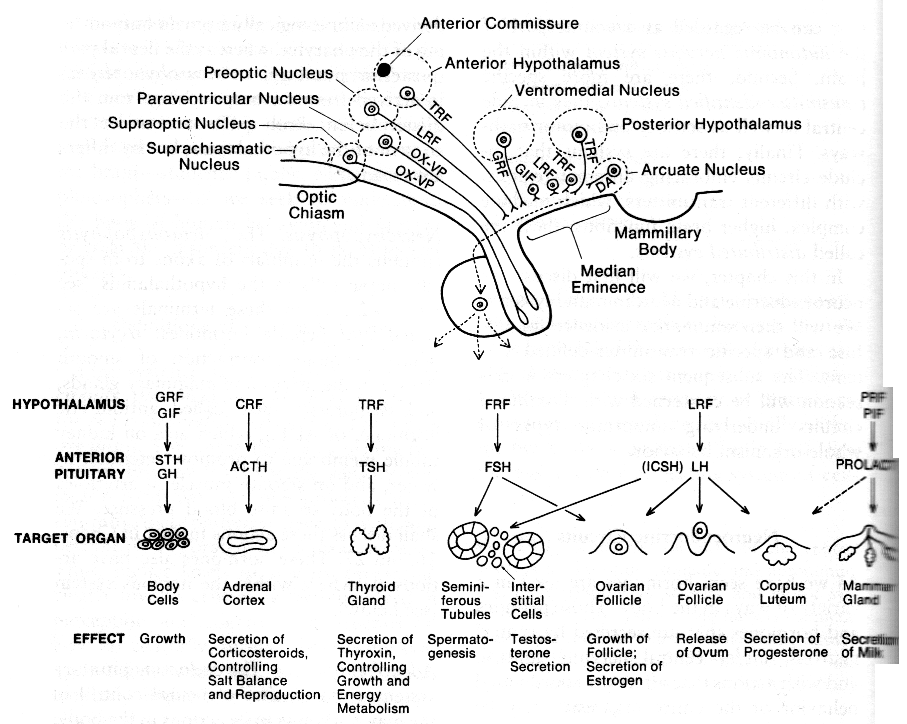 Anterior Commissure
Preoptic Nucleus
Anterior Hypothalamus
Paraventricular Nucleus
Ventromedial Nucleus
Supraoptic Nucleus
Posterior Hypothalamus
Suprachiasmatic
Nucleus
Arcuate Nucleus
TRF
LRF
OX-VP
OX-VP
GRF
GIF
LRF
TRF
TRF
DA
Optic
Chiasm
Mammillary
Body
Median
Eminence
HYPOTHALAMUS
GRF
GIF
CRF
TRF
FRF
LRF
PRIF
PIF
ANTERIOR
PITUITARY
STH
GH
ACTH
TSH
FSH
(ICSH) LH
PROLAC
TARGET ORGAN
Body
Cells
Adrenal
Cortex
Thyroid
Gland
Semini-
ferous
Tubules
Inter-
stitial
Cells
Ovarian
Follicle
Ovarian
Follicle
Corpus
Luteum
Gland
EFFECT
Growth
Secretion of
Corticosteroids,
Controlling
Salt Balance
and Reproduction
Secretion of
Thyroxin,
Controlling
Growth and
Energy
Metabolism
Spermato-
genesis
Testos-
terone
Secretion
Growth of
Follicle;
Secretion of
Estrogen
Release
of Ovum
Secretion of
Progesterone
Secretion
of Milk